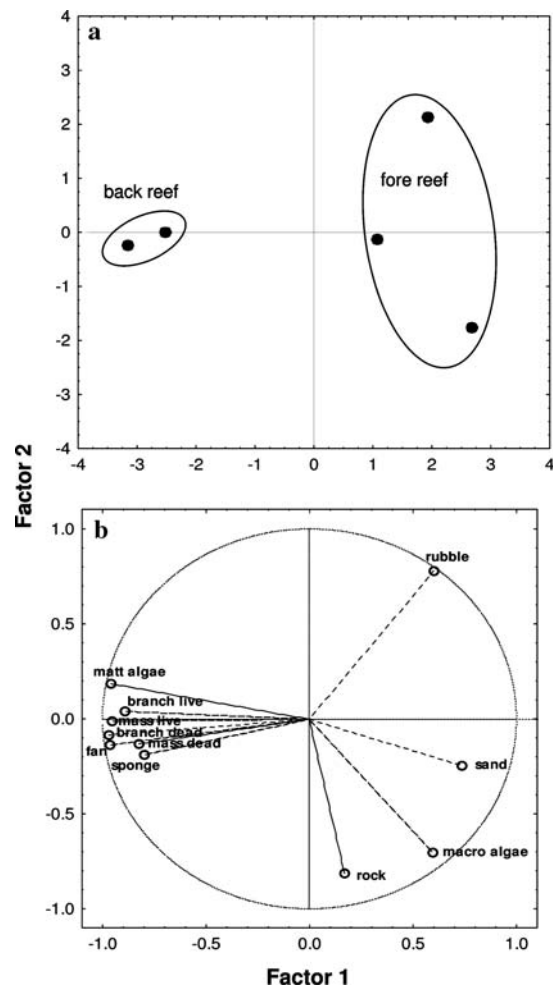 a
4
3
2
1
0
-1
-2
-3
-4
back reef
fore reef
-4 -3 -2 -1 0 1 2 3 4
Factor 2
b
1.0
0.5
0.0
-0.5
-1.0
rubble
matt algae
branch live
mass live
branch dead
fan
mass dead
sponge
sand
macro algae
rock
-1.0 -0.5 0.0 0.5 1.0
Factor 1